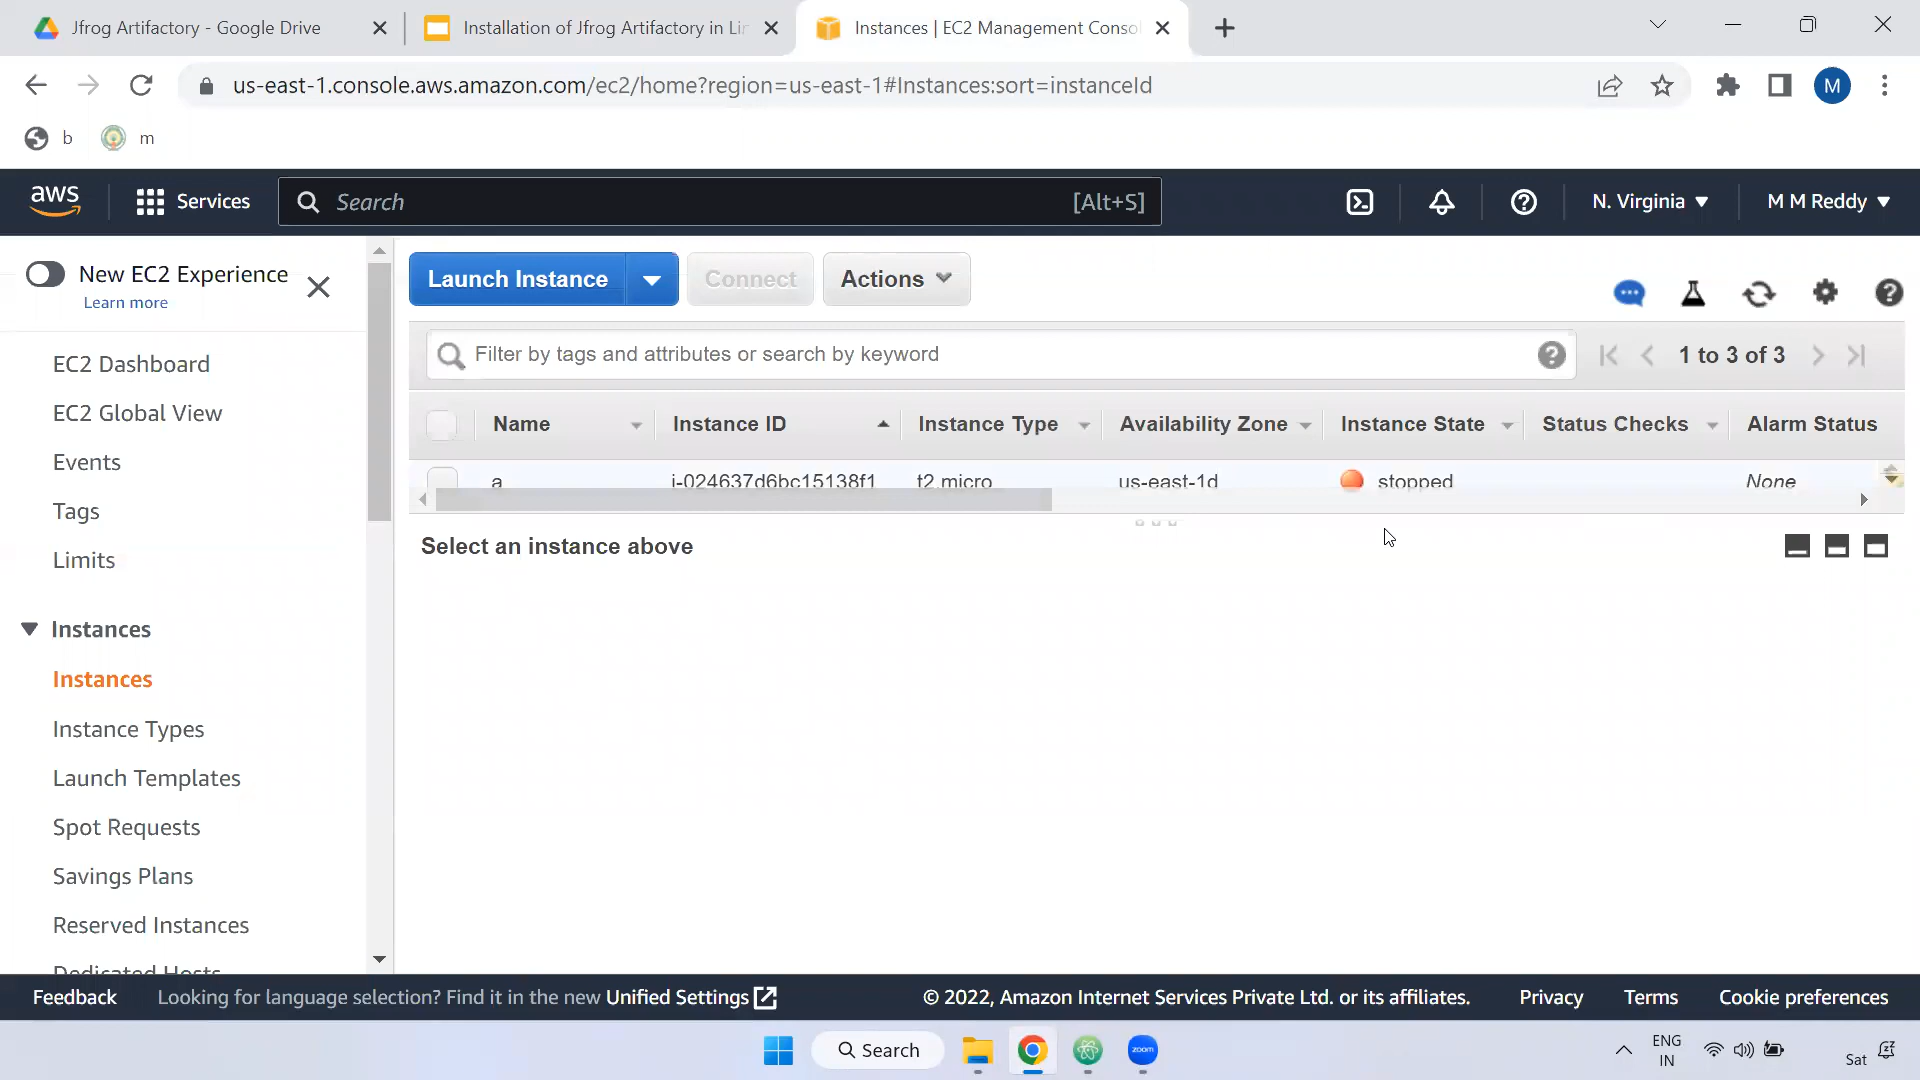 Jfrog Artifactory - Google Drive
Installation of Jfrog Artifactory in Lin
Instances | EC2 Management Conso
us-east-1.console.aws.amazon.com/ec2/home?region=us-east-1#Instances:sort=instanceId
M
b
m
aws
Services
Search
[Alt+S]
N. Virginia
M M Reddy
New EC2 Experience
Learn more
Launch Instance
Connect
Actions
Filter by tags and attributes or search by keyword
1 to 3 of 3
Name
Instance ID
Instance Type
Availability Zone
Instance State
Status Checks
Alarm Status
a
i-024637d6bc15138f1
t2.micro
us-east-1d
stopped
None
Select an instance above
EC2 Dashboard
EC2 Global View
Events
Tags
Limits
Instances
Instances
Instance Types
Launch Templates
Spot Requests
Savings Plans
Reserved Instances
Dedicated Hosts
Feedback
Looking for language selection? Find it in the new Unified Settings
© 2022, Amazon Internet Services Private Ltd. or its affiliates.
Privacy
Terms
Cookie preferences
Search
zoom
ENG
IN
Sat